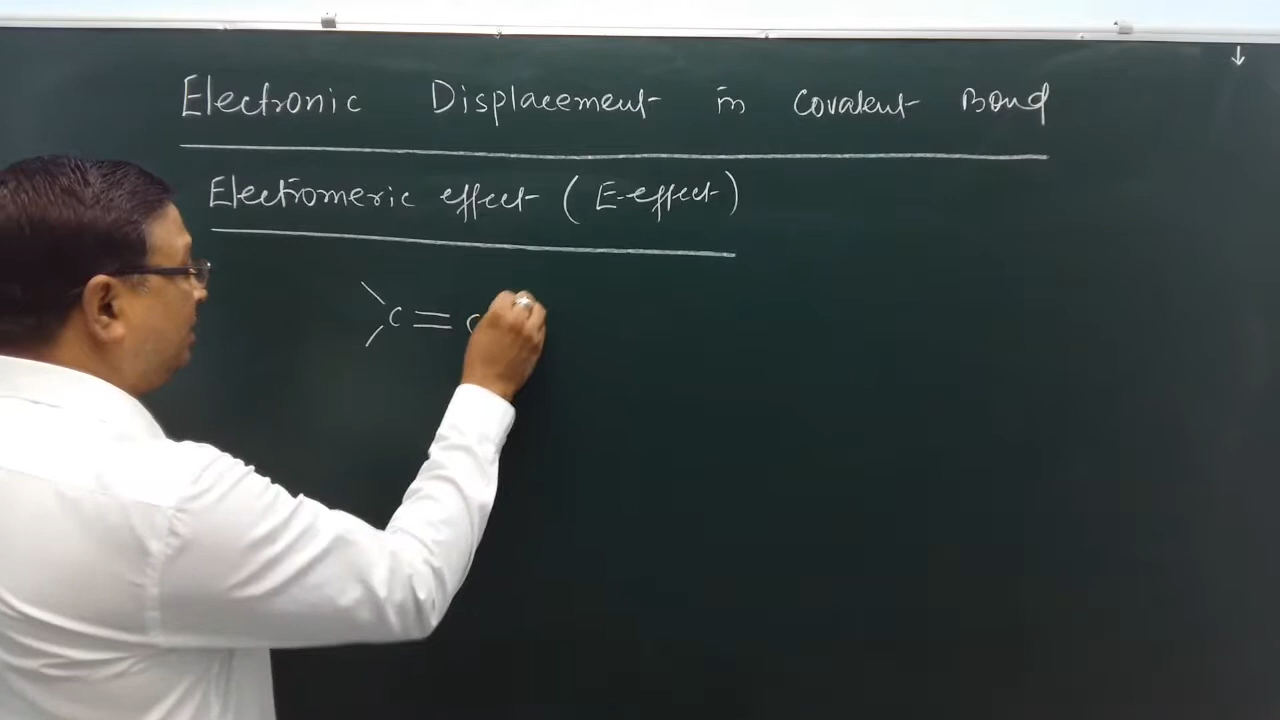 Electronic Displacement in covalent Bond
Electromeric effect (E-effect)
C = C